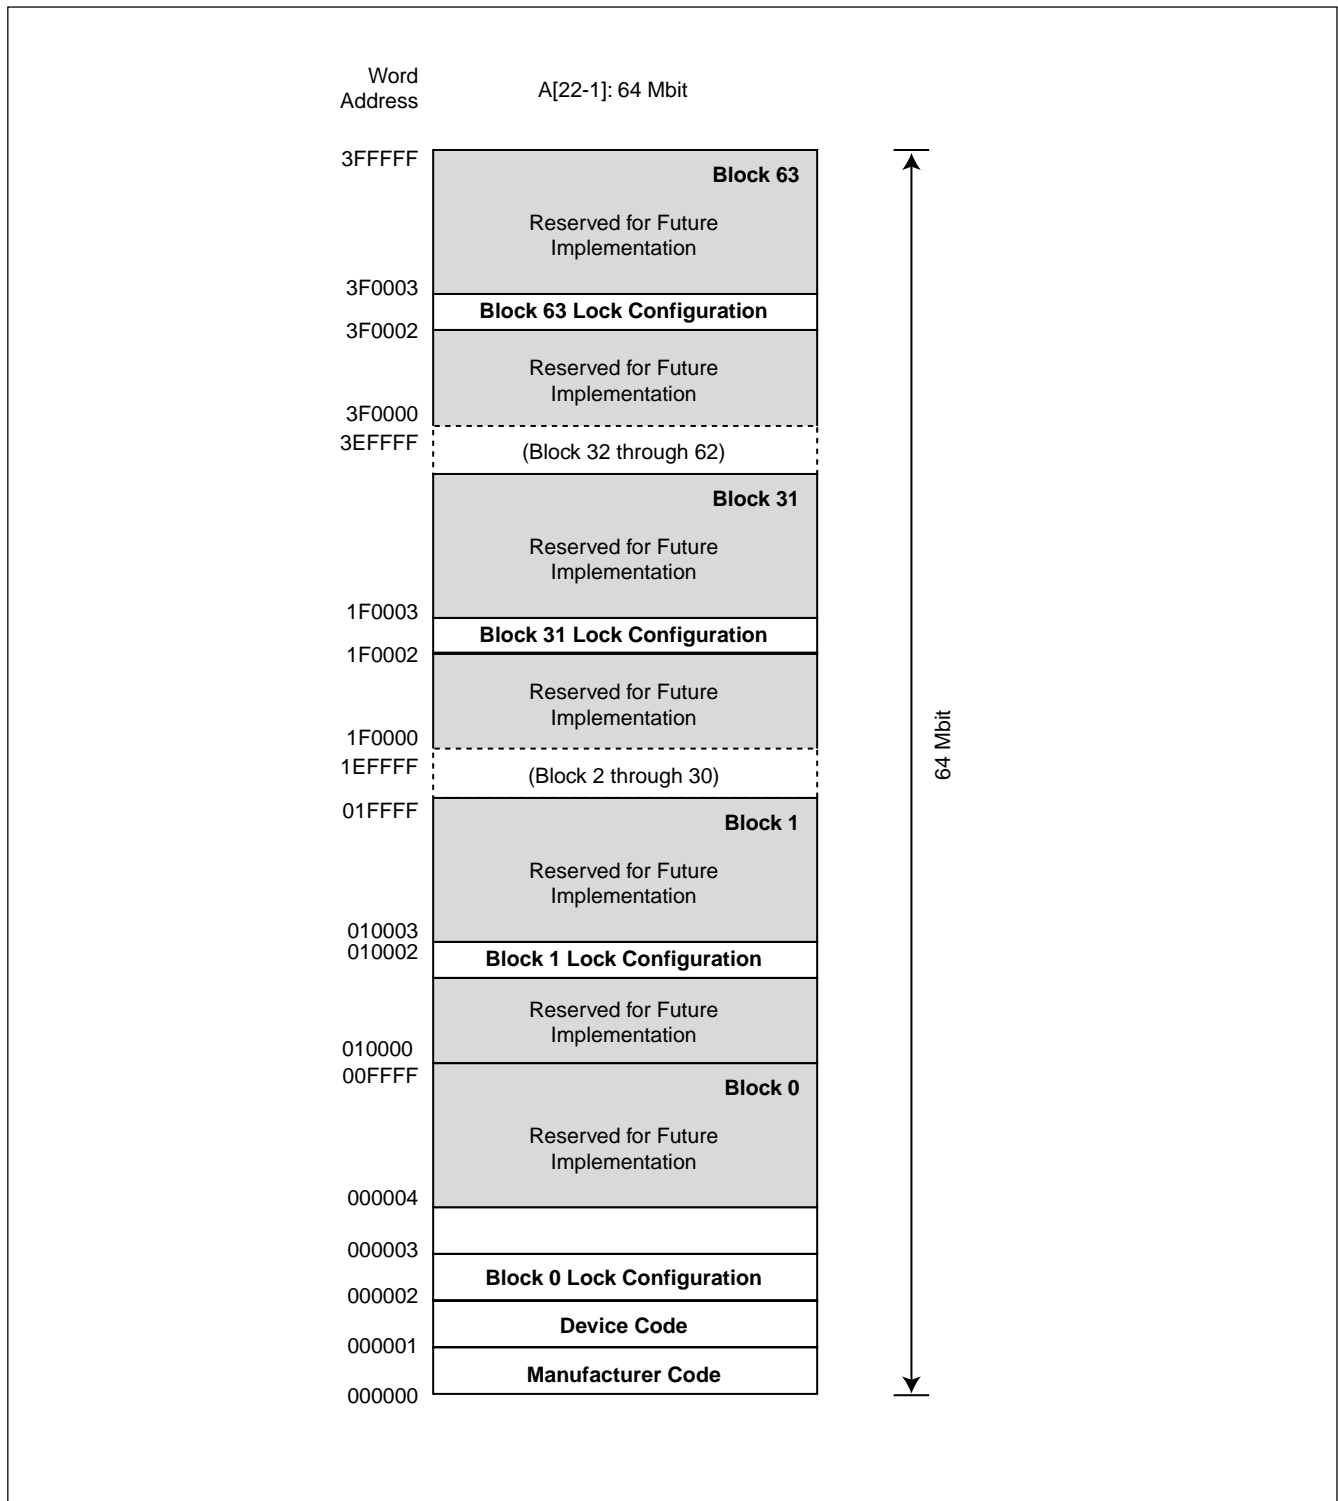 Word
Address
A[22-1]: 64 Mbit
3FFFFF
Block 63
Reserved for Future
Implementation
3F0003
Block 63 Lock Configuration
3F0002
Reserved for Future
Implementation
3F0000
3EFFFF
(Block 32 through 62)
Block 31
Reserved for Future
Implementation
1F0003
Block 31 Lock Configuration
1F0002
Reserved for Future
Implementation
1F0000
1EFFFF
(Block 2 through 30)
01FFFF
Block 1
Reserved for Future
Implementation
010003
010002
Block 1 Lock Configuration
Reserved for Future
Implementation
010000
00FFFF
Block 0
Reserved for Future
Implementation
000004
000003
Block 0 Lock Configuration
000002
Device Code
000001
Manufacturer Code
000000
64 Mbit